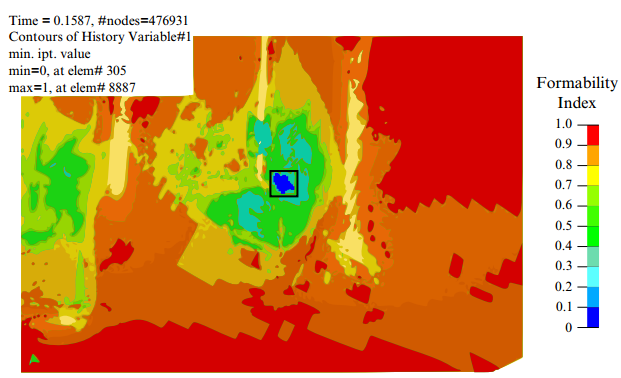 Time = 0.1587, #nodes=476931
Contours of History Variable#1
min. ipt. value
min=0, at elem# 305
max=1, at elem# 8887
Formability
Index
1.0
0.9
0.8
0.7
0.6
0.5
0.4
0.3
0.2
0.1
0